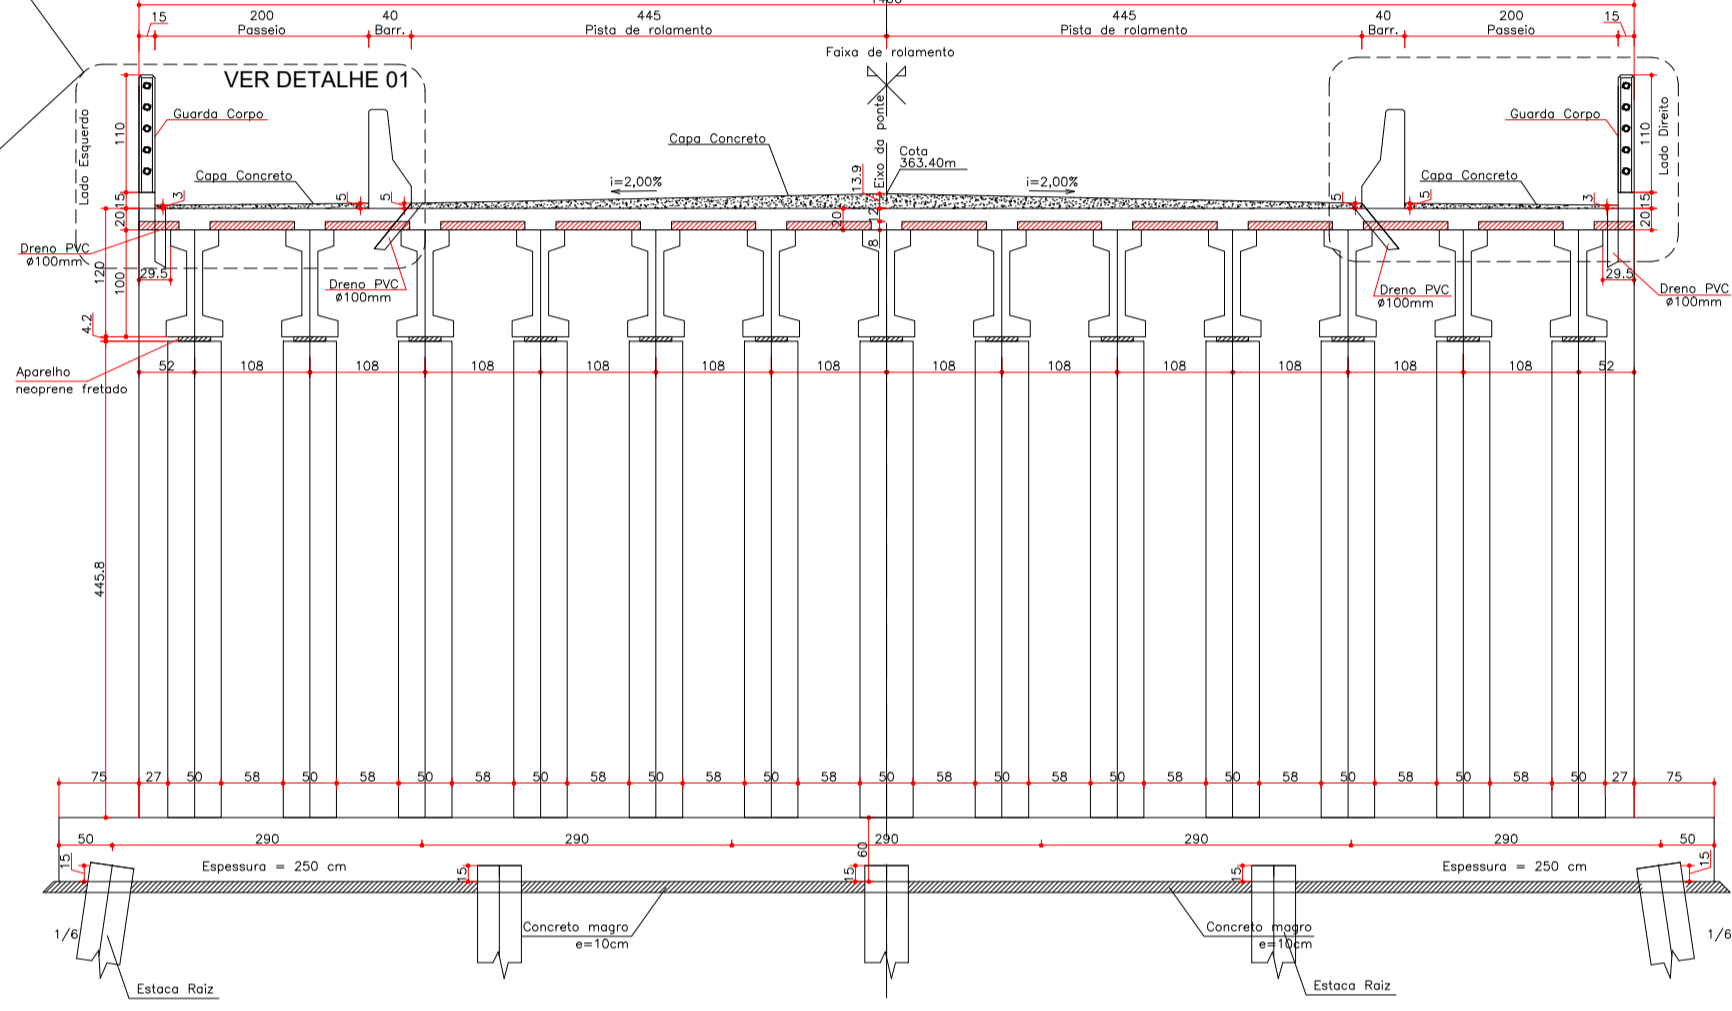 15
200
40
445
445
40
200
15
Passeio
Barr.
Pista de rolamento
Pista de rolamento
Barr.
Passeio
Faixa de rolamento
VER DETALHE 01
Lado Esquerdo
110
Guarda Corpo
Capa Concreto
Capa Concreto
i=2,00%
13.9
Eixo da ponte
Cota
363.40m
i=2,00%
Capa Concreto
Guarda Corpo
110
Lado Direito
15
20
3
5
5
20
12
8
5
5
3
15
20
Dreno PVC
ø100mm
120
100
29.5
Dreno PVC
ø100mm
Dreno PVC
ø100mm
29.5
Dreno PVC
ø100mm
4.2
Aparelho
neoprene fretado
52
108
108
108
108
108
108
108
108
108
108
108
108
52
445.8
75
27
50
58
50
58
50
58
50
58
50
58
50
58
50
58
50
58
50
58
50
58
50
58
50
58
50
27
75
50
290
290
290
290
290
50
60
15
Espessura = 250 cm
15
15
15
Espessura = 250 cm
15
1/6
Concreto magro
e=10cm
Concreto magro
e=10cm
1/6
Estaca Raiz
Estaca Raiz